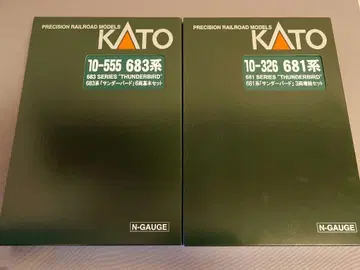 PRECISION RAILROAD MODELS
KATO
10-555 683系
683 SERIES "THUNDERBIRD"
683系「サンダーバード」6両基本セット
N-GAUGE
PRECISION RAILROAD MODELS
KATO
10-326 681系
681 SERIES "THUNDERBIRD"
681系「サンダーバード」3両増結セット
N-GAUGE